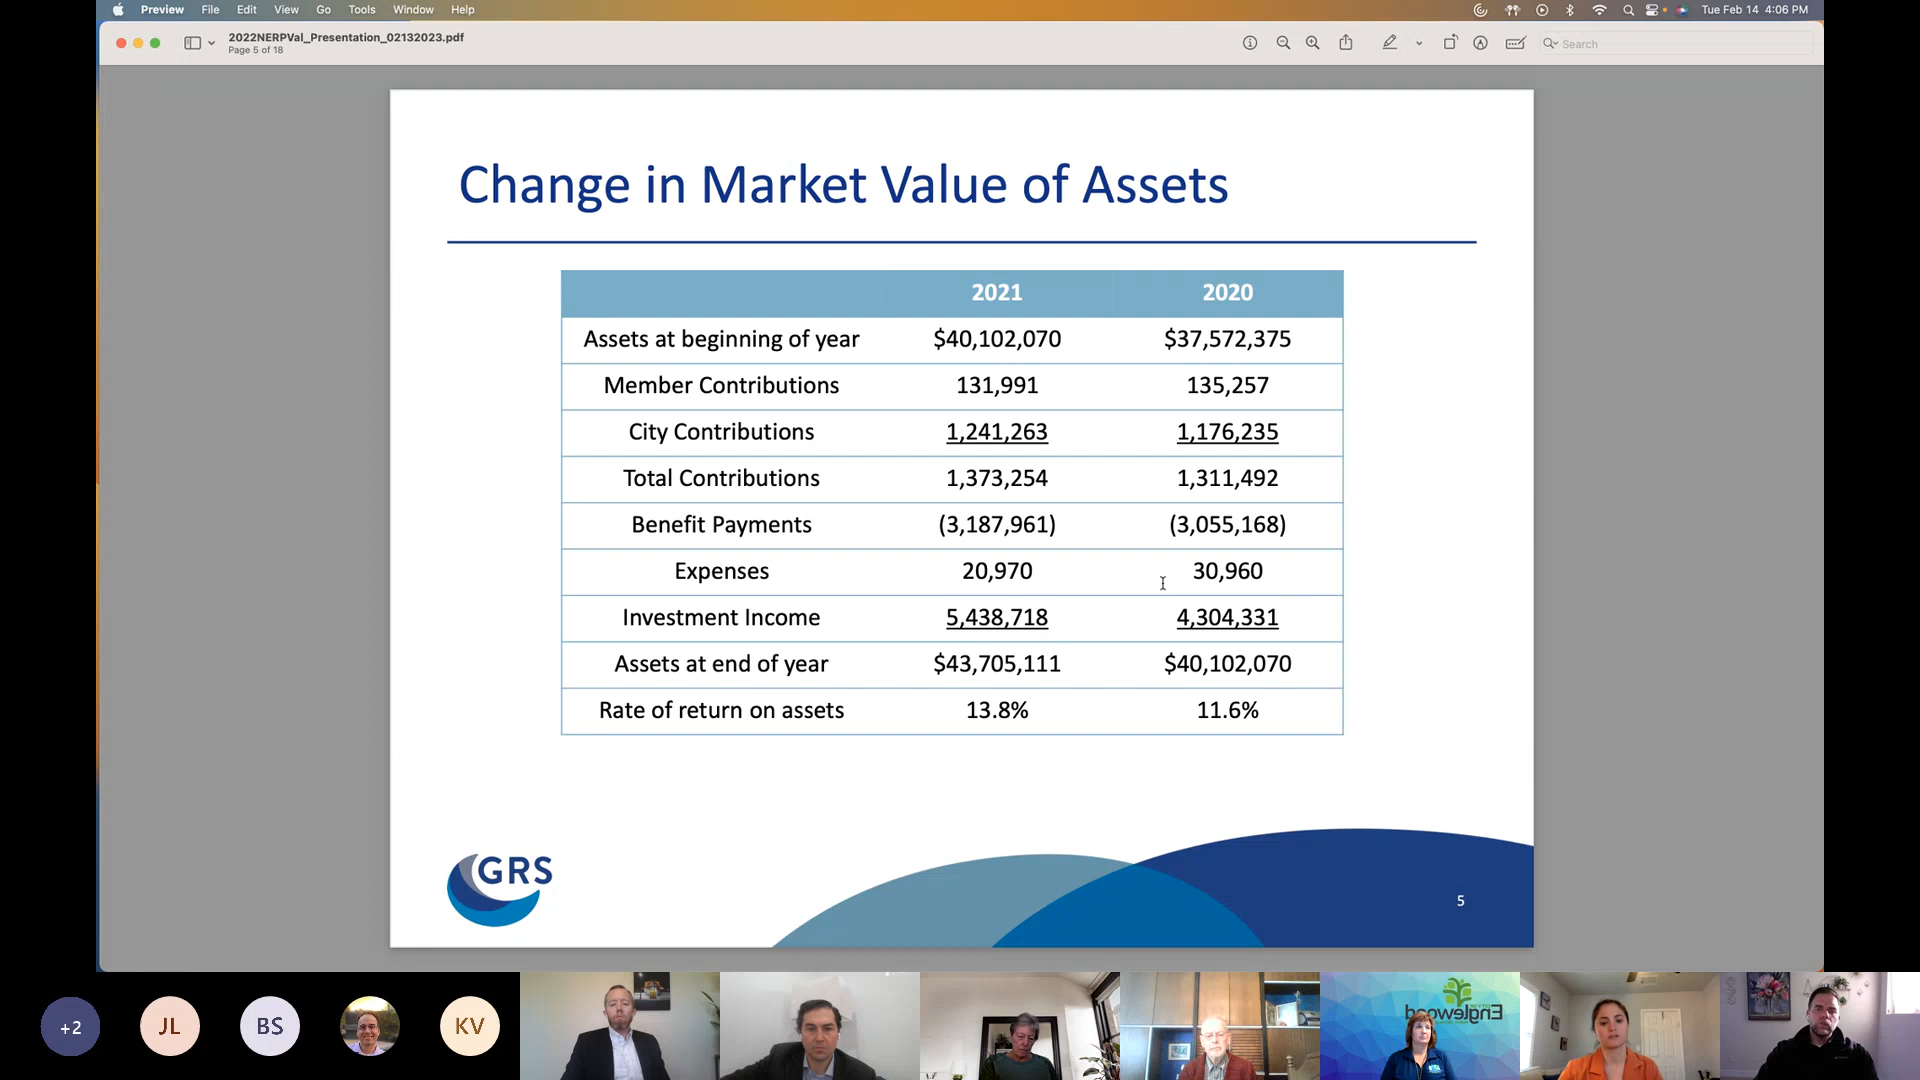 Preview File Edit View Go Tools Window Help Tue Feb 14 4:06 PM
2022NERPVal_Presentation_02132023.pdf
Page 5 of 18
Search
Change in Market Value of Assets
2021 2020
Assets at beginning of year $40,102,070 $37,572,375
Member Contributions 131,991 135,257
City Contributions 1,241,263 1,176,235
Total Contributions 1,373,254 1,311,492
Benefit Payments (3,187,961) (3,055,168)
Expenses 20,970 30,960
Investment Income 5,438,718 4,304,331
Assets at end of year $43,705,111 $40,102,070
Rate of return on assets 13.8% 11.6%
GRS
5
+2 JL BS KV
Englewood